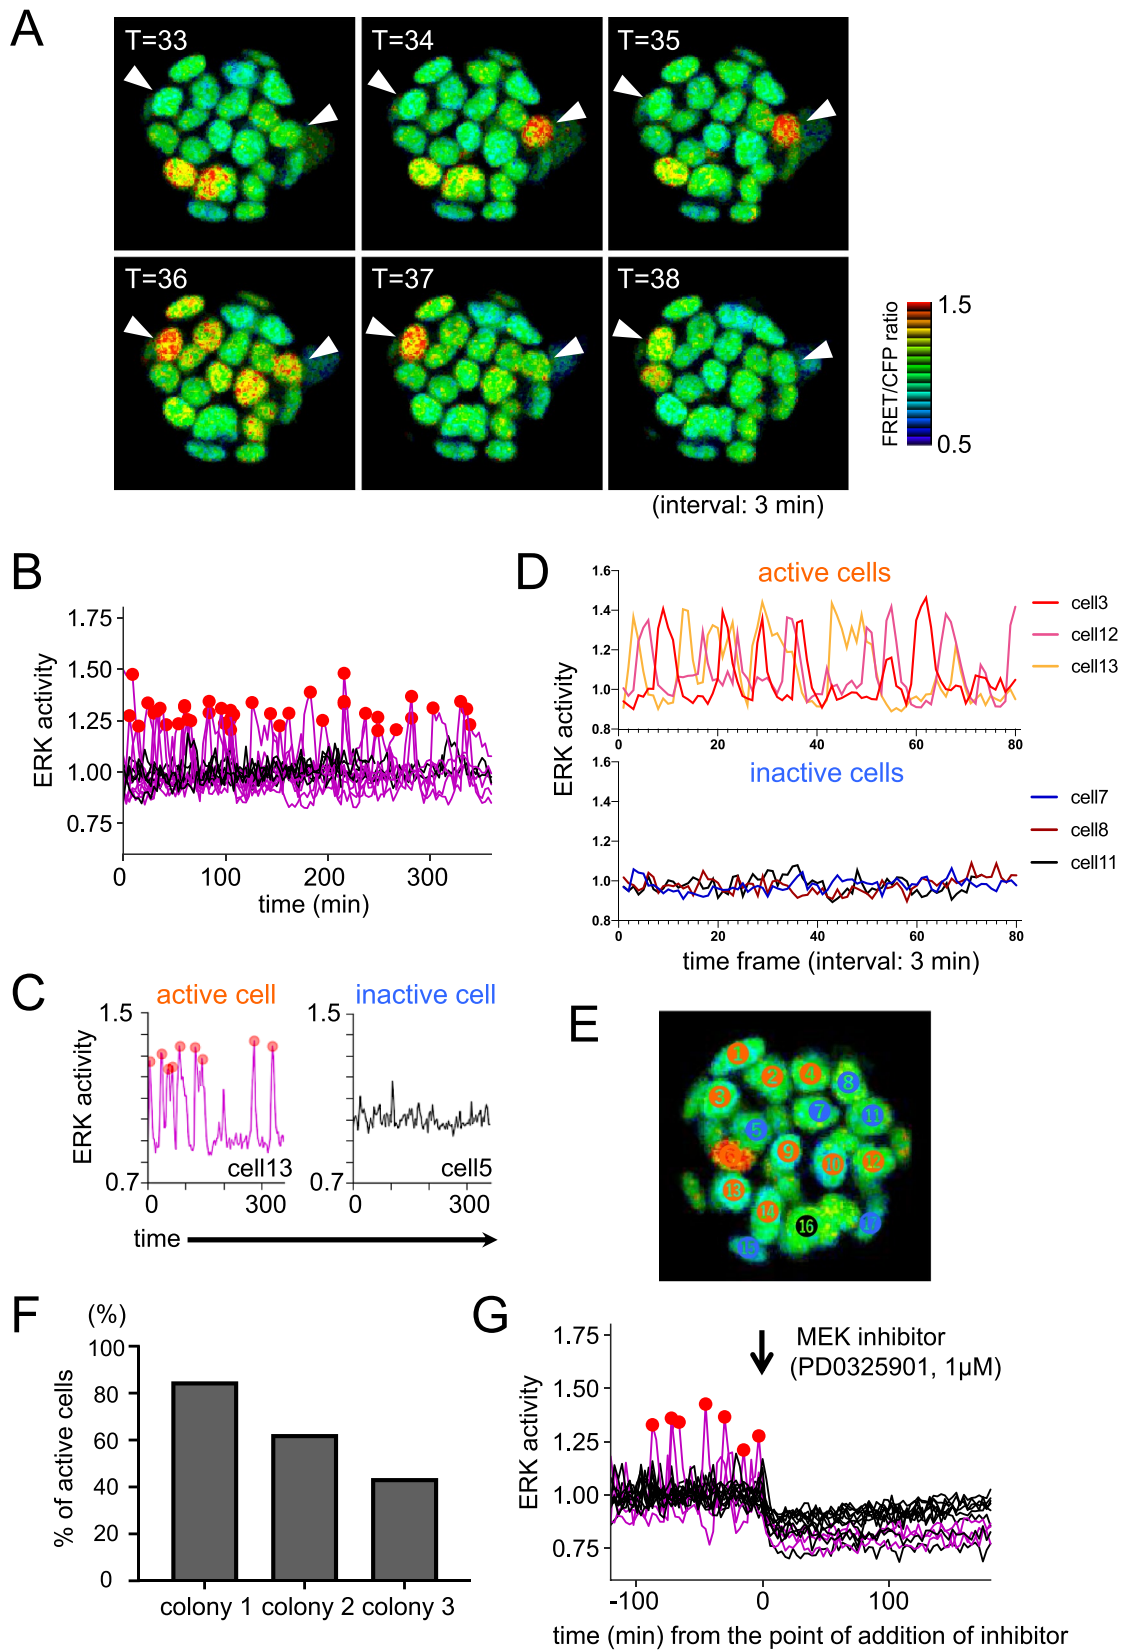 A
T=33
T=34
T=35
T=36
T=37
T=38
FRET/CFP ratio
1.5
0.5
(interval: 3 min)
B
ERK activity
1.75
1.50
1.25
1.00
0.75
0 100 200 300
time (min)
D
active cells
ERK activity
1.6
1.4
1.2
1.0
0.8
0 20 40 60 80
cell3
cell12
cell13
inactive cells
1.6
1.4
1.2
1.0
0.8
0 20 40 60 80
cell7
cell8
cell11
time frame (interval: 3 min)
C
active cell
inactive cell
ERK activity
1.5
0.7
cell13
0 300
1.5
0.7
cell5
0 300
time
E
1
2
4
8
3
7
11
5
9
10
12
13
14
16
17
15
F
(%)
% of active cells
100
80
60
40
20
0
colony 1 colony 2 colony 3
G
MEK inhibitor
(PD0325901, 1µM)
ERK activity
1.75
1.50
1.25
1.00
0.75
-100 0 100
time (min) from the point of addition of inhibitor